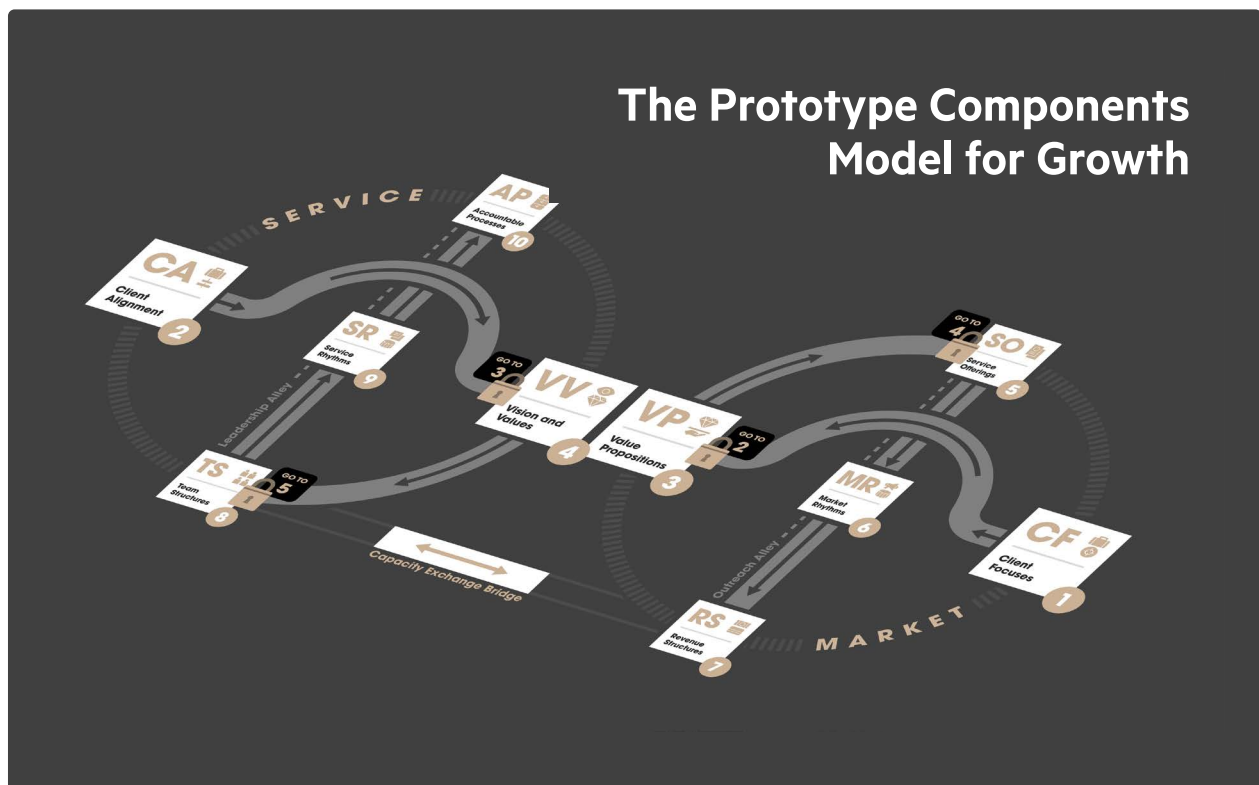 The Prototype Components
Model for Growth
SERVICE
AP
Accountable
Processes
10
CA
Client
Alignment
2
SR
Service
Rhythms
9
Leadership Alley
GO TO
3
VV
Vision and
Values
4
VP
Value
Propositions
3
GO TO
2
GO TO
4
SO
Service
Offerings
5
TS
Team
Structures
8
GO TO
5
MR
Market
Rhythms
6
Outreach Alley
CF
Client
Focuses
1
Capacity Exchange Bridge
RS
Revenue
Structures
7
MARKET